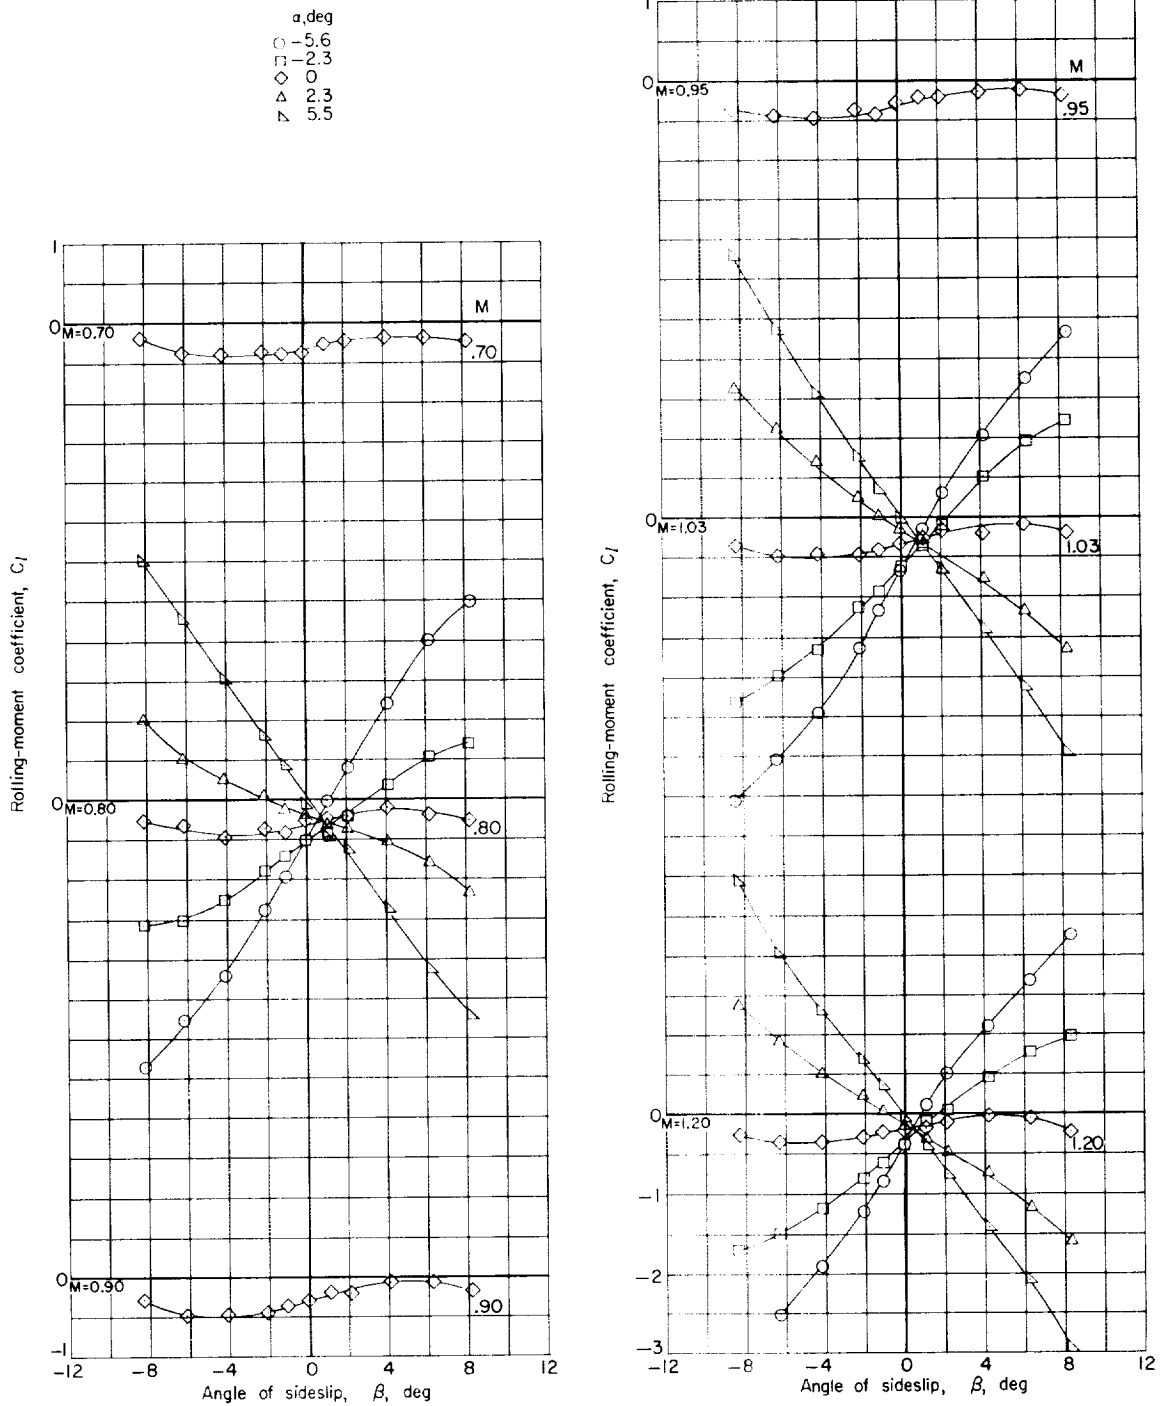 α,deg
○ -5.6
□ -2.3
◇ 0
△ 2.3
◺ 5.5
Rolling-moment coefficient, Cl
1
M
0
M=0.70
.70
0
M=0.80
.80
0
M=0.90
.90
-1
-12 -8 -4 0 4 8 12
Angle of sideslip, β, deg
Rolling-moment coefficient, Cl
1
M
0
M=0.95
.95
0
M=1.03
1.03
0
M=1.20
1.20
-1
-2
-3
-12 -8 -4 0 4 8 12
Angle of sideslip, β, deg